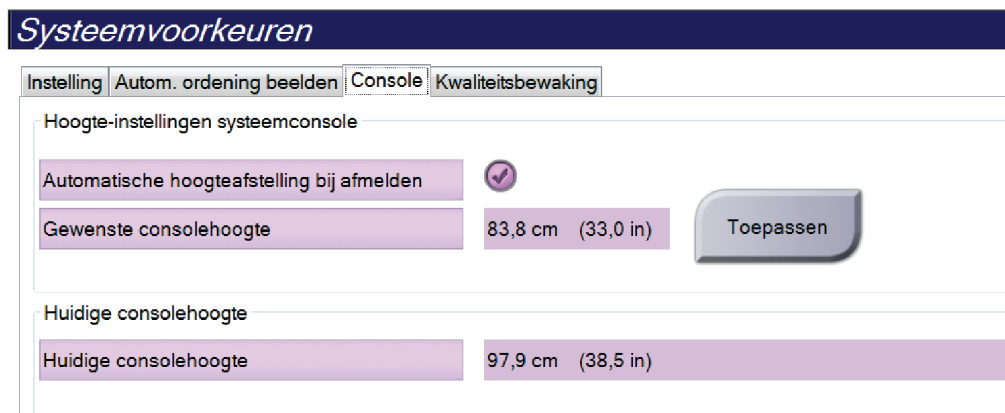 Systeemvoorkeuren
Instelling Autom. ordening beelden Console Kwaliteitsbewaking
Hoogte-instellingen systeemconsole
Automatische hoogteafstelling bij afmelden
Gewenste consolehoogte 83,8 cm (33,0 in) Toepassen
Huidige consolehoogte
Huidige consolehoogte 97,9 cm (38,5 in)